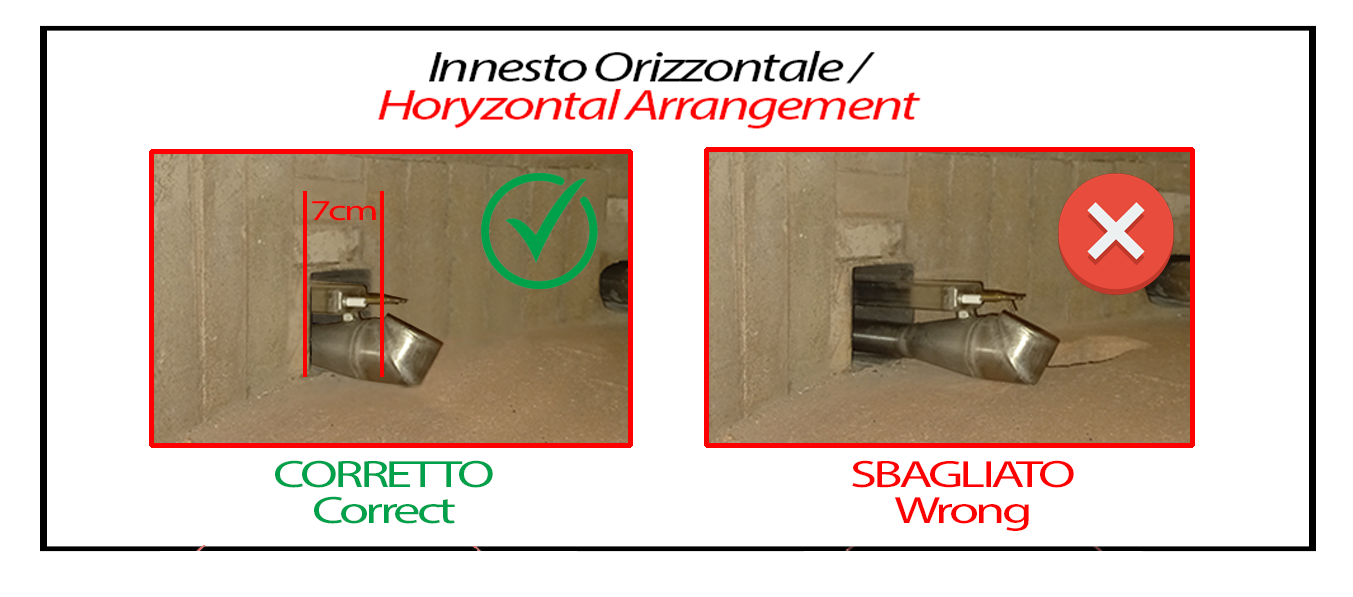 Innesto Orizzontale /
Horyzontal Arrangement
7cm
CORRETTO
Correct
SBAGLIATO
Wrong